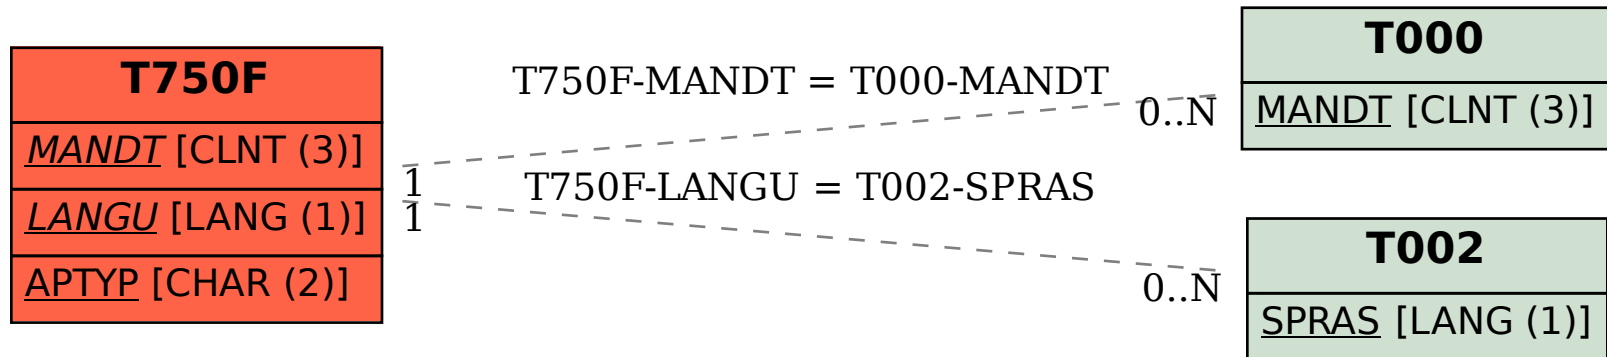 T750F
MANDT [CLNT (3)]
LANGU [LANG (1)]
APTYP [CHAR (2)]
T750F-MANDT = T000-MANDT
0..N
1
T750F-LANGU = T002-SPRAS
1
0..N
T000
MANDT [CLNT (3)]
T002
SPRAS [LANG (1)]